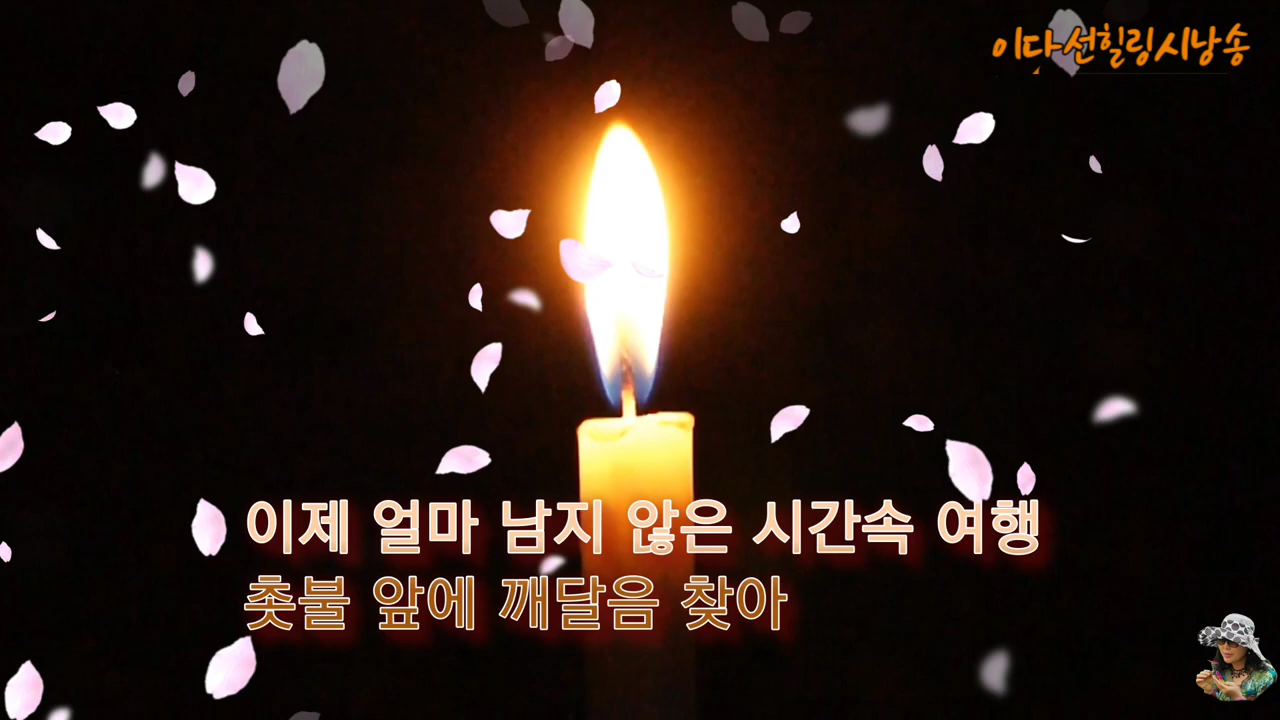 이다선힐링시낭송
이제 얼마 남지 않은 시간속 여행
촛불 앞에 깨달음 찾아